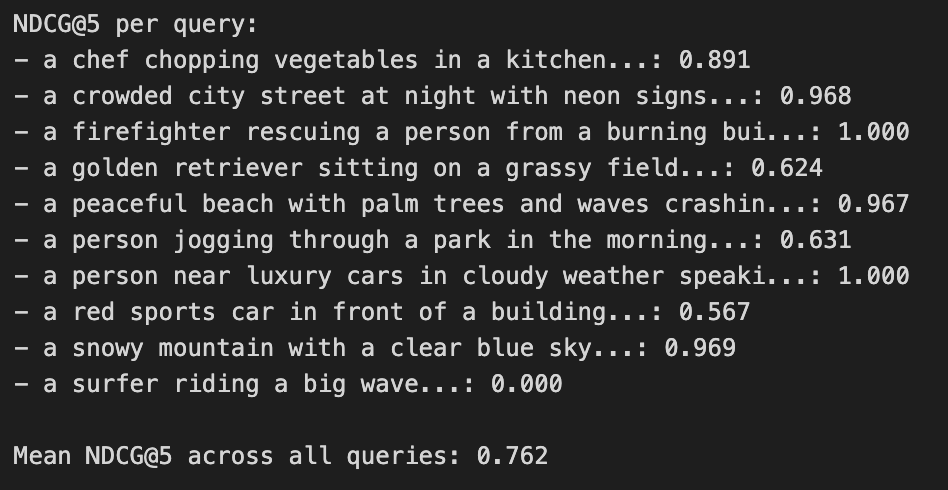 NDCG@5 per query:
- a chef chopping vegetables in a kitchen...: 0.891
- a crowded city street at night with neon signs...: 0.968
- a firefighter rescuing a person from a burning bui...: 1.000
- a golden retriever sitting on a grassy field...: 0.624
- a peaceful beach with palm trees and waves crashin...: 0.967
- a person jogging through a park in the morning...: 0.631
- a person near luxury cars in cloudy weather speaki...: 1.000
- a red sports car in front of a building...: 0.567
- a snowy mountain with a clear blue sky...: 0.969
- a surfer riding a big wave...: 0.000
Mean NDCG@5 across all queries: 0.762